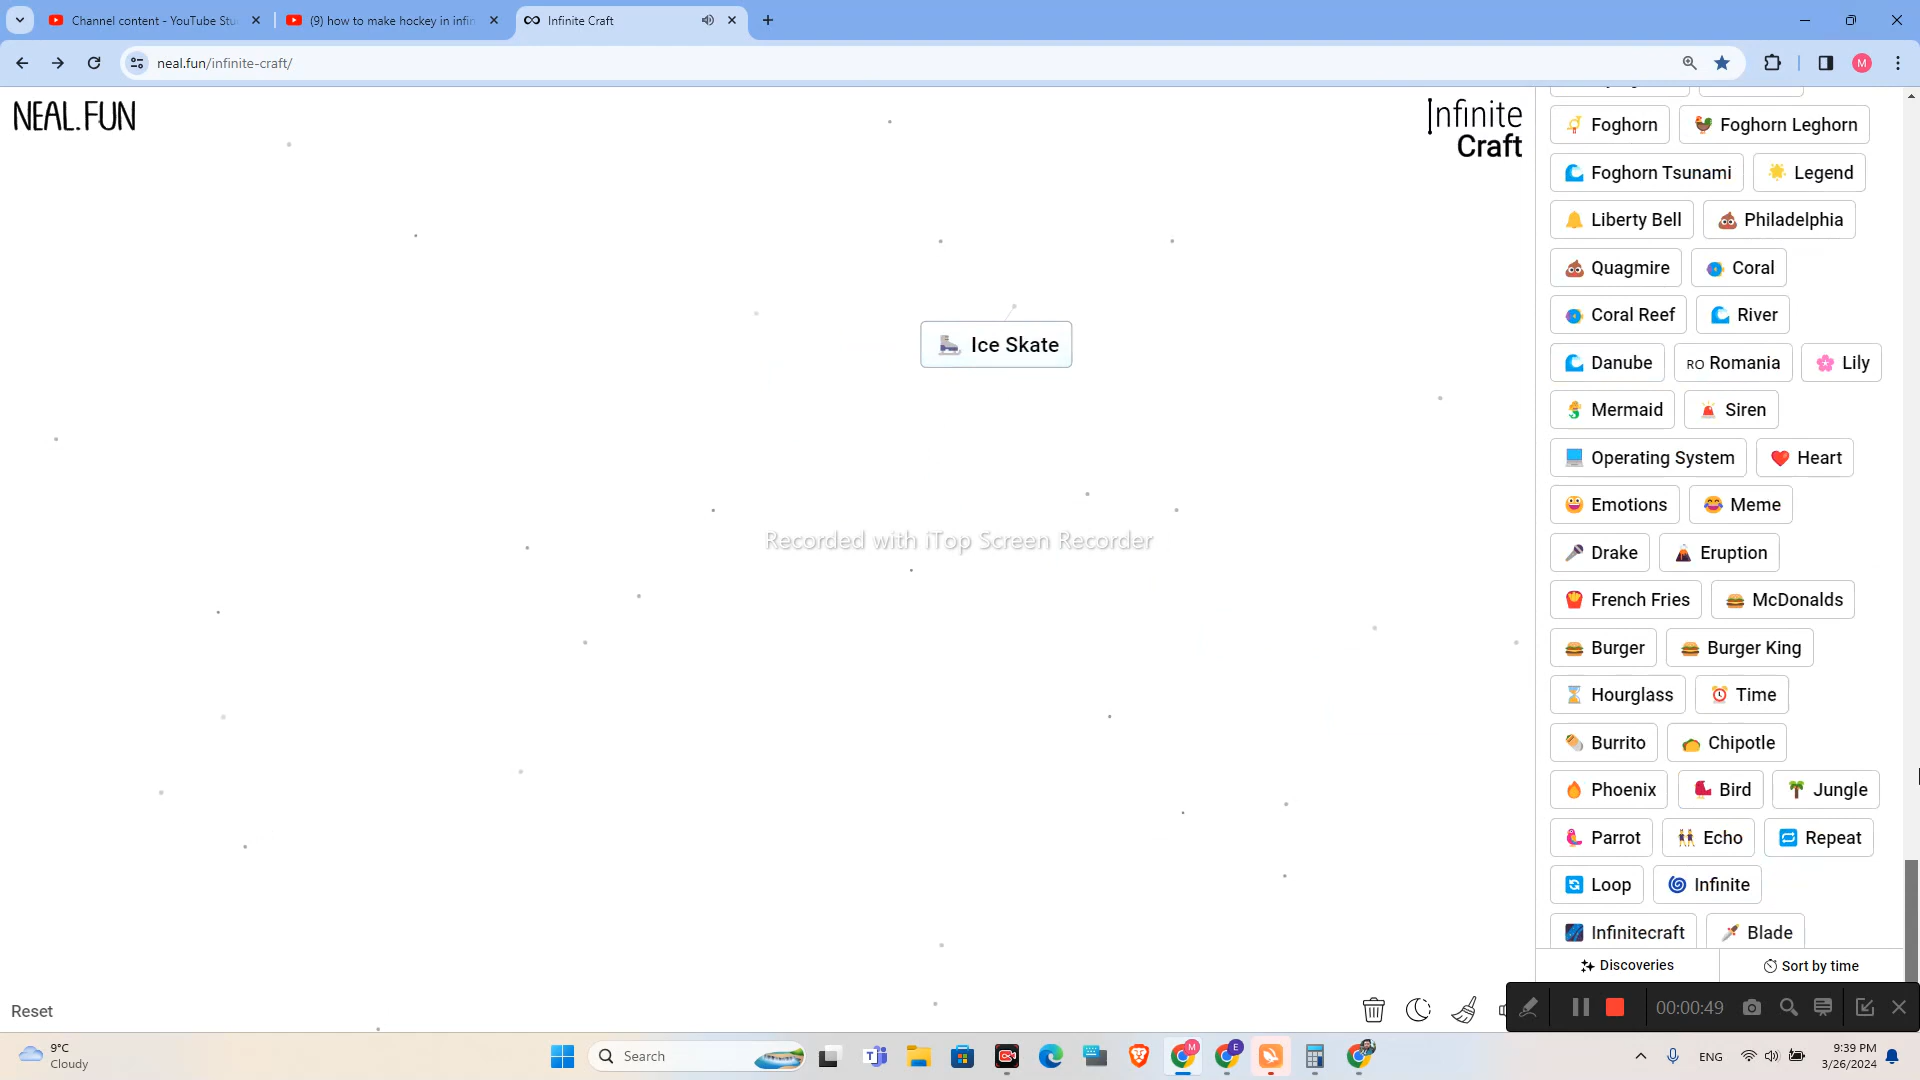 Channel content - YouTube Stu
(9) how to make hockey in infin
Infinite Craft
neal.fun/infinite-craft/
M
NEAL.FUN
Infinite
Craft
Foghorn
Foghorn Leghorn
Foghorn Tsunami
Legend
Liberty Bell
Philadelphia
Quagmire
Coral
Ice Skate
Coral Reef
River
Danube
RO Romania
Lily
Mermaid
Siren
Operating System
Heart
Emotions
Meme
Recorded with iTop Screen Recorder
Drake
Eruption
French Fries
McDonalds
Burger
Burger King
Hourglass
Time
Burrito
Chipotle
Phoenix
Bird
Jungle
Parrot
Echo
Repeat
Loop
Infinite
Infinitecraft
Blade
Discoveries
Sort by time
Reset
00:00:49
9°C
Cloudy
Search
M
E
ENG
9:39 PM
3/26/2024